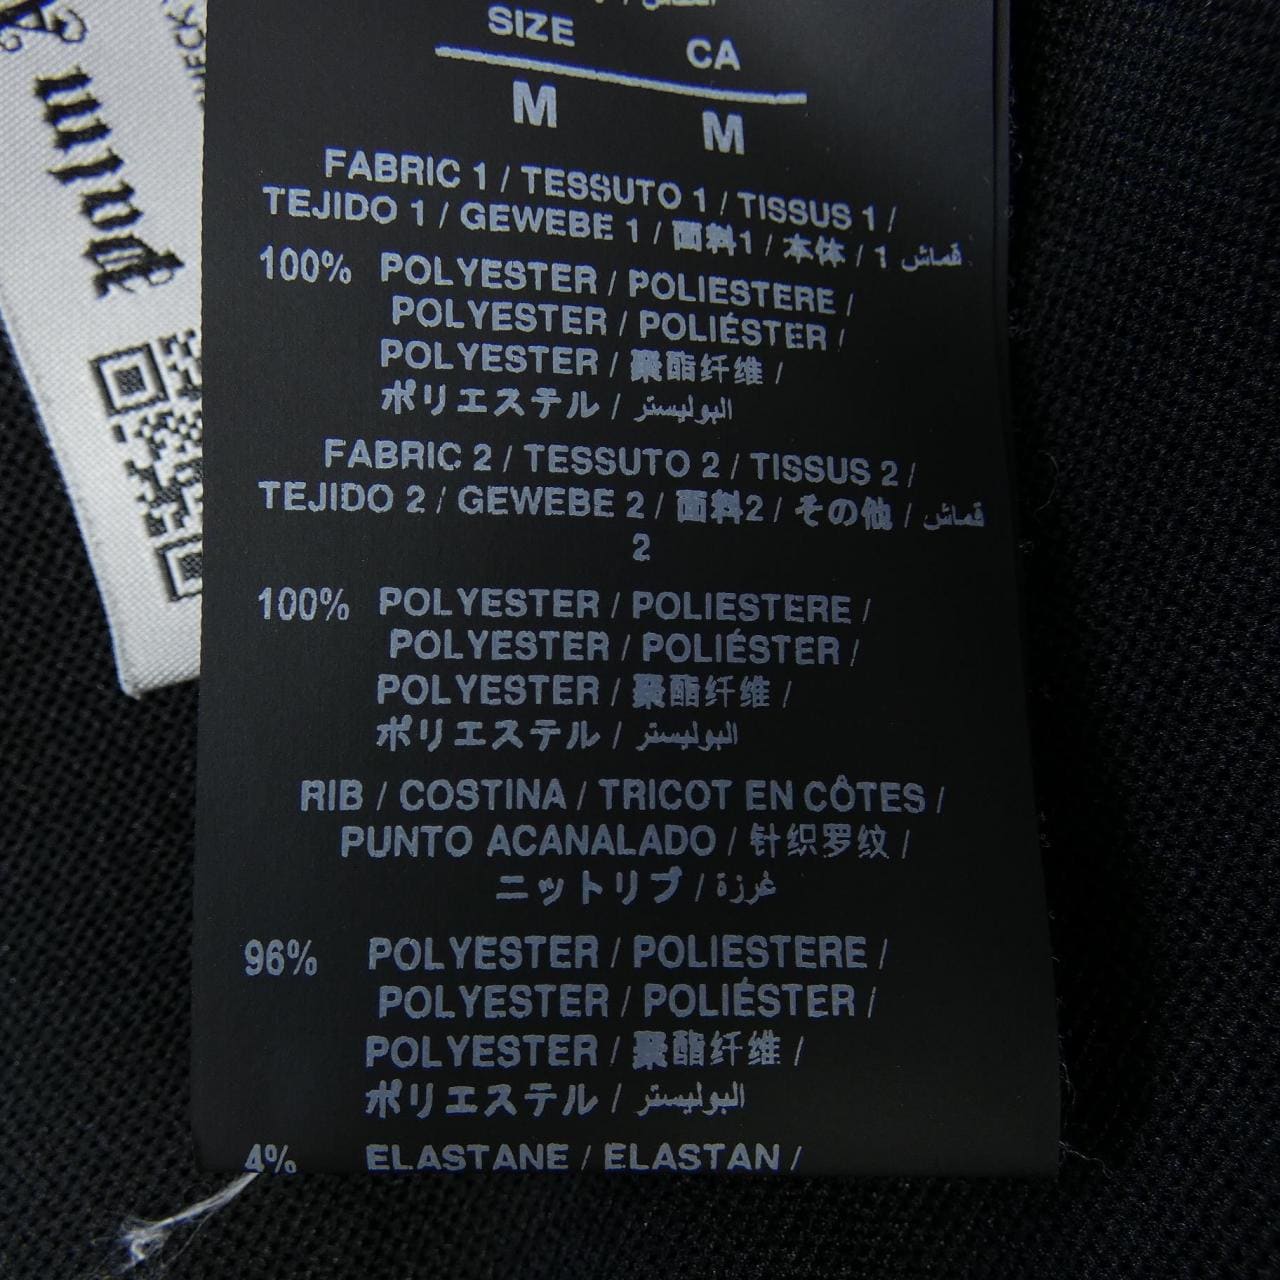 SIZE
CA
M
M
FABRIC 1 / TESSUTO 1 / TISSUS 1 /
TEJIDO 1 / GEWEBE 1 / 面料1 / 本体 / 1 قماش
100% POLYESTER / POLIESTERE /
POLYESTER / POLIÉSTER /
POLYESTER / 聚酯纤维 /
ポリエステル / البوليستر
FABRIC 2 / TESSUTO 2 / TISSUS 2 /
TEJIDO 2 / GEWEBE 2 / 面料2 / その他 / قماش
2
100% POLYESTER / POLIESTERE /
POLYESTER / POLIÉSTER /
POLYESTER / 聚酯纤维 /
ポリエステル / البوليستر
RIB / COSTINA / TRICOT EN CÔTES /
PUNTO ACANALADO / 针织罗纹 /
ニットリブ / غرزة
96% POLYESTER / POLIESTERE /
POLYESTER / POLIÉSTER /
POLYESTER / 聚酯纤维 /
ポリエステル / البوليستر
4% ELASTANE / ELASTAN /
Palm A